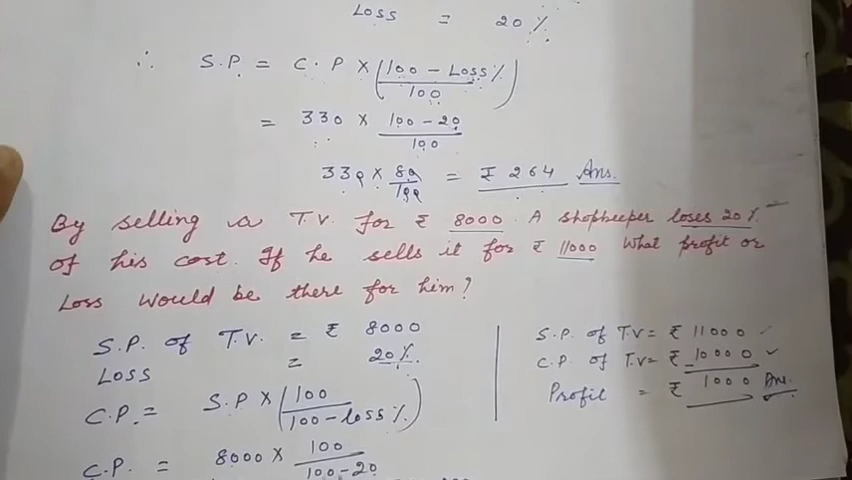 Loss = 20%
∴ S.P = C.P × (100 - Loss% / 100)
= 330 × 100 - 20 / 100
330 × 80 / 100 = ₹ 264 Ans.
By selling a T.V. for ₹ 8000. A shopkeeper loses 20%.
of his cost. If he sells it for ₹ 11000 What profit or
Loss would be there for him?
S.P. of T.V. = ₹ 8000
LOSS = 20%.
C.P. = S.P × (100 / 100 - loss%)
C.P. = 8000 × 100 / 100 - 20
S.P. of T.V = ₹ 11000
C.P. of T.V = ₹ 10000
Profit = ₹ 1000 Ans.